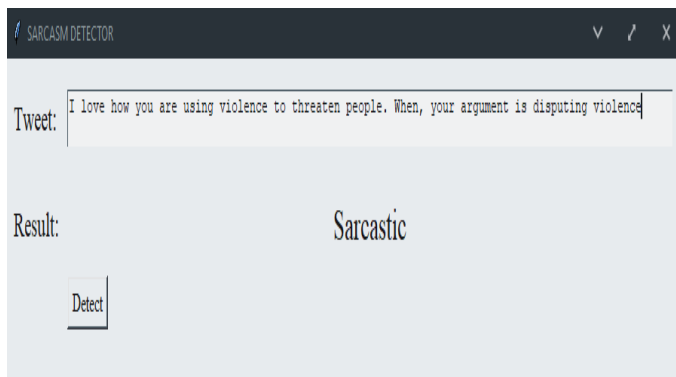 SARCASM DETECTOR
Tweet: I love how you are using violence to threaten people. When, your argument is disputing violence
Result: Sarcastic
Detect